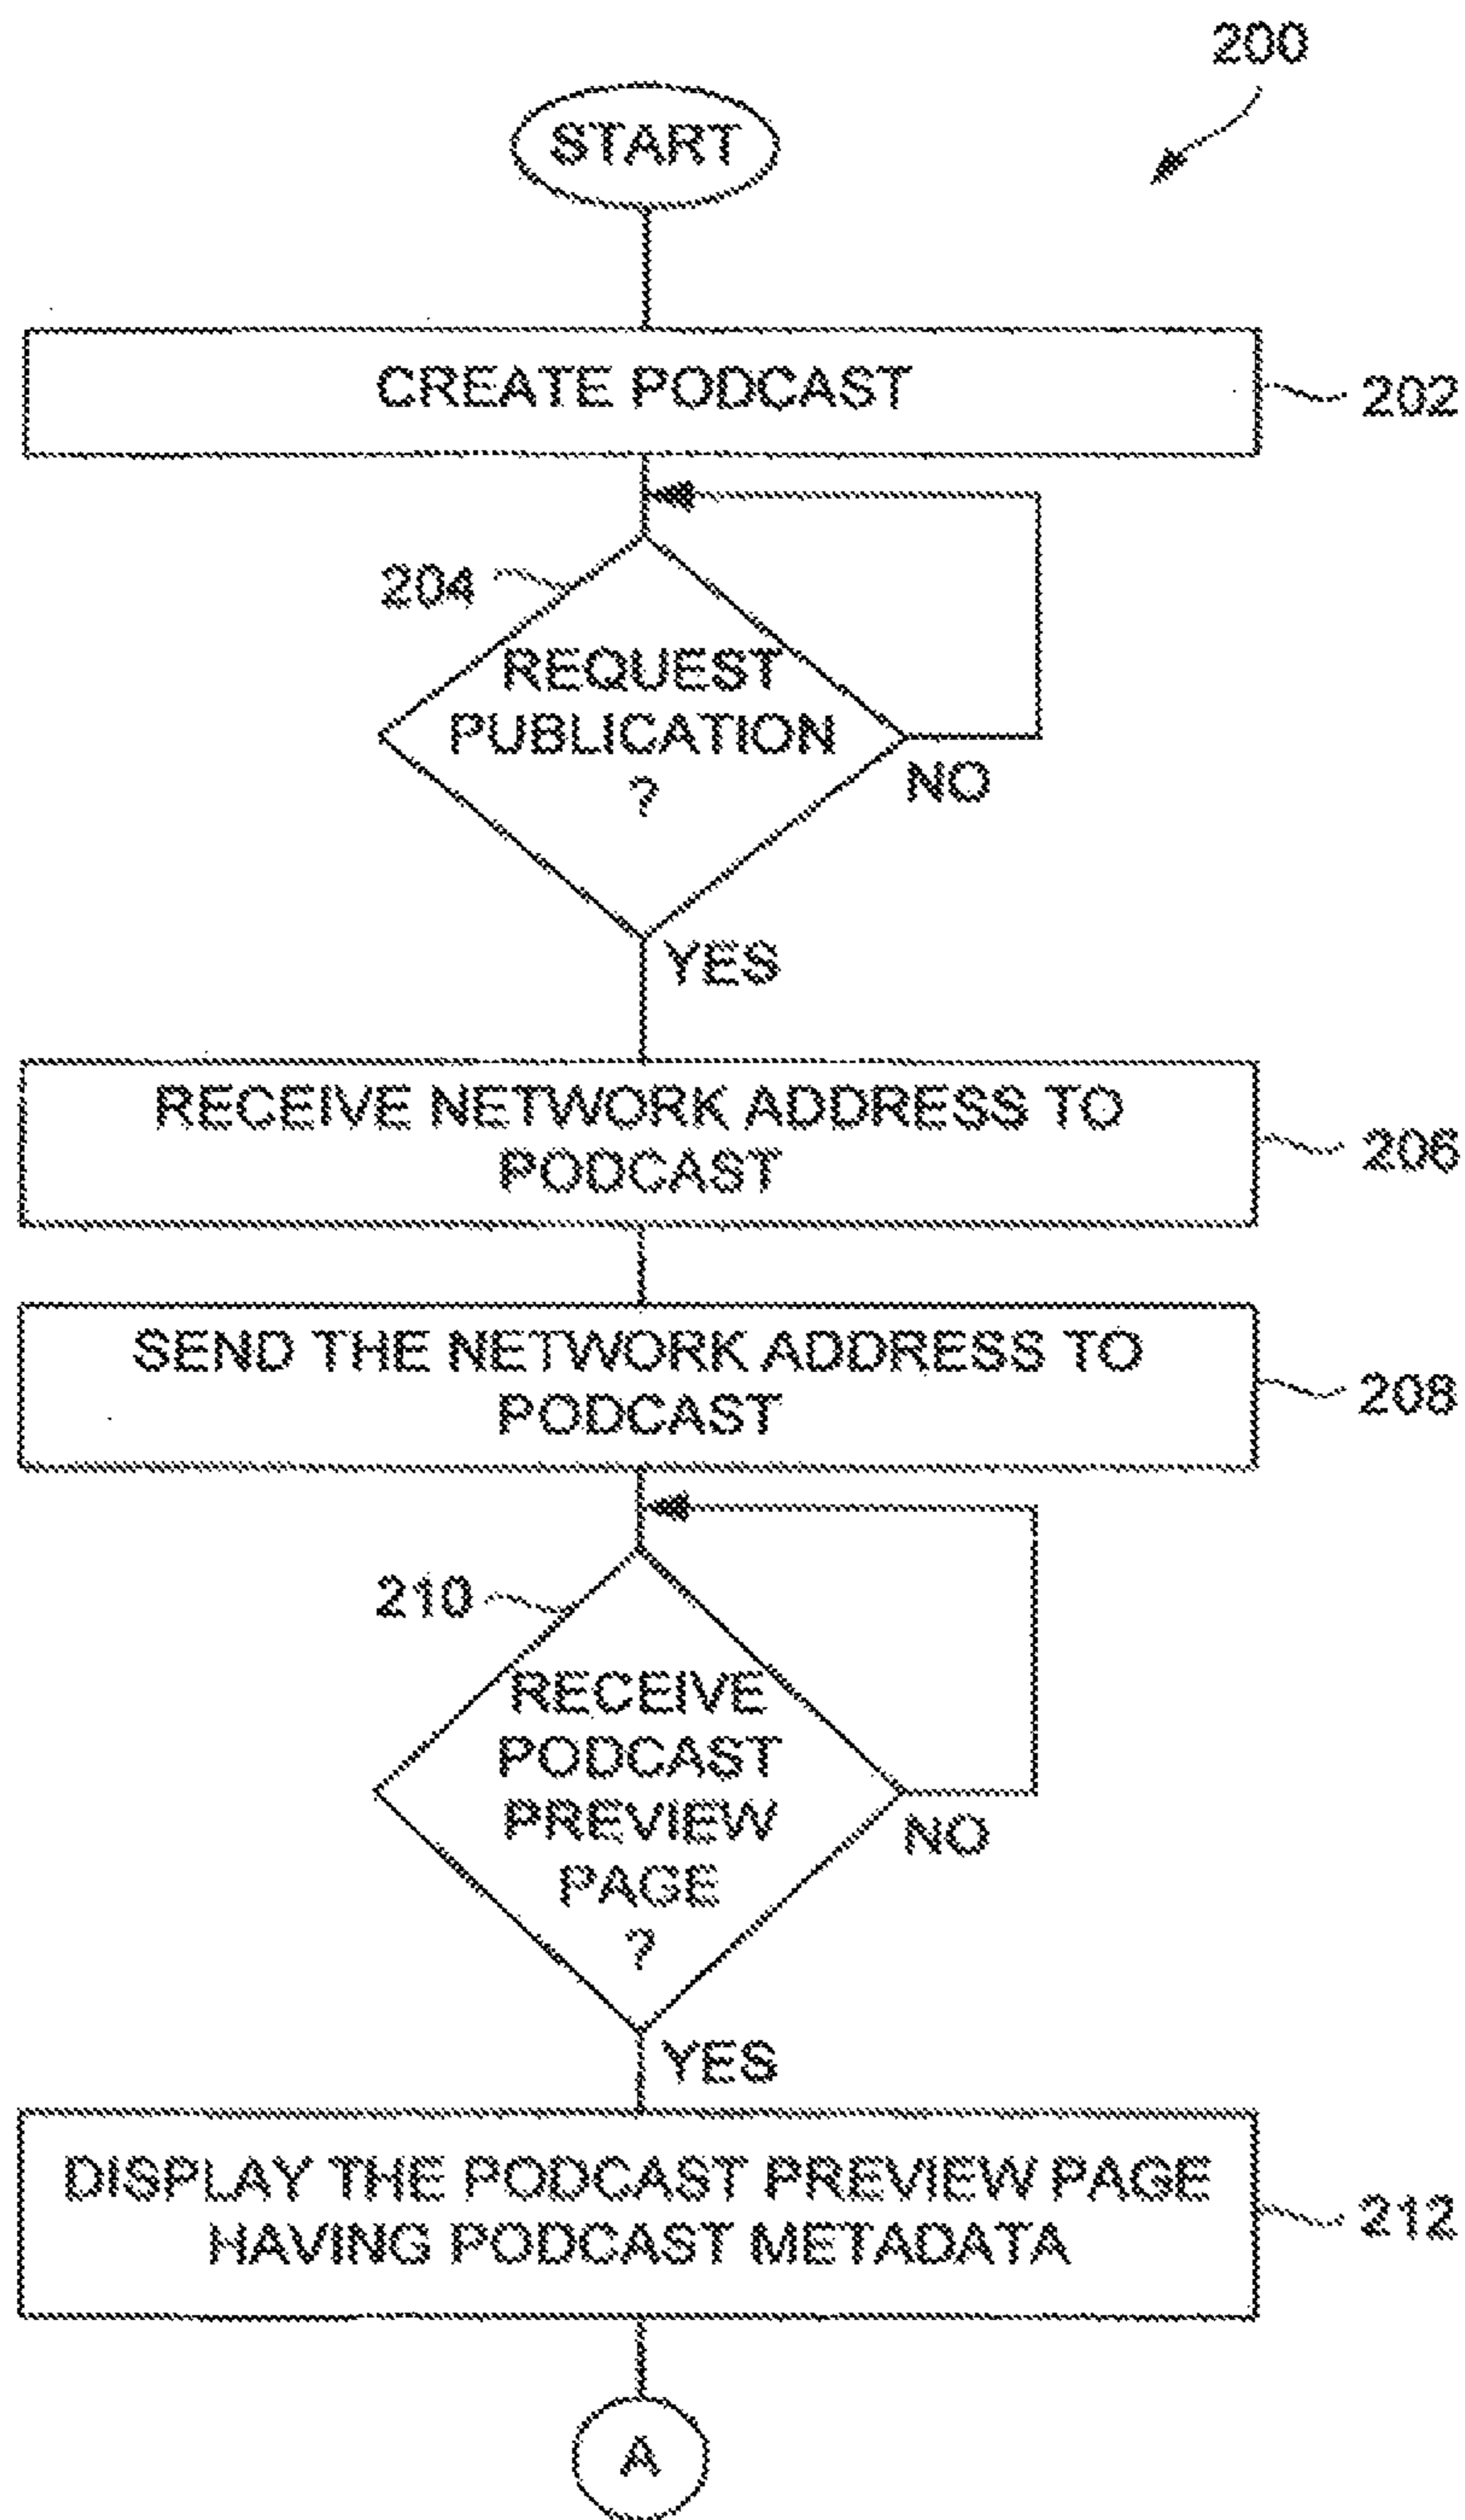 200
START
CREATE PODCAST
202
204
REQUEST
PUBLICATION
?
NO
YES
RECEIVE NETWORK ADDRESS TO
PODCAST
206
SEND THE NETWORK ADDRESS TO
PODCAST
208
210
RECEIVE
PODCAST
PREVIEW
PAGE
?
NO
YES
DISPLAY THE PODCAST PREVIEW PAGE
HAVING PODCAST METADATA
212
A